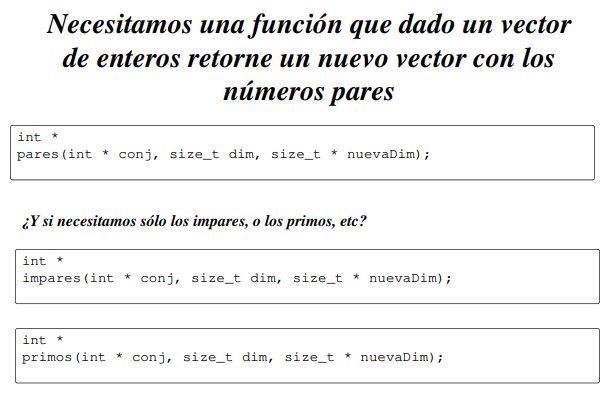 Necesitamos una función que dado un vector
de enteros retorne un nuevo vector con los
números pares
int *
pares(int * conj, size_t dim, size_t * nuevaDim);
¿Y si necesitamos sólo los impares, o los primos, etc?
int *
impares(int * conj, size_t dim, size_t * nuevaDim);
int *
primos(int * conj, size_t dim, size_t * nuevaDim);